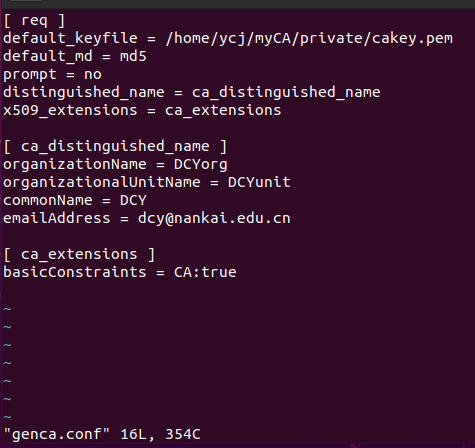 [ req ]
default_keyfile = /home/ycj/myCA/private/cakey.pem
default_md = md5
prompt = no
distinguished_name = ca_distinguished_name
x509_extensions = ca_extensions
[ ca_distinguished_name ]
organizationName = DCYorg
organizationalUnitName = DCYunit
commonName = DCY
emailAddress = dcy@nankai.edu.cn
[ ca_extensions ]
basicConstraints = CA:true
~
~
~
~
~
~
~
"genca.conf" 16L, 354C